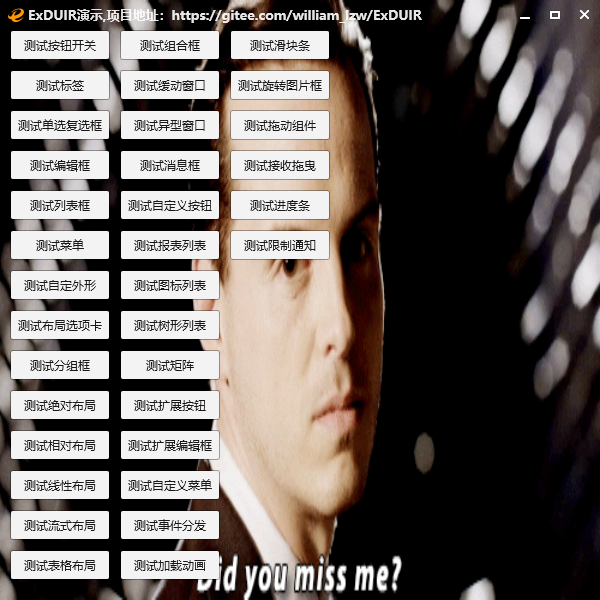 ExDUIR演示,项目地址：https://gitee.com/william_lzw/ExDUIR
测试按钮开关 测试组合框 测试滑块条
测试标签 测试缓动窗口 测试旋转图片框
测试单选复选框 测试异型窗口 测试拖动组件
测试编辑框 测试消息框 测试接收拖曳
测试列表框 测试自定义按钮 测试进度条
测试菜单 测试报表列表 测试限制通知
测试自定外形 测试图标列表
测试布局选项卡 测试树形列表
测试分组框 测试矩阵
测试绝对布局 测试扩展按钮
测试相对布局 测试扩展编辑框
测试线性布局 测试自定义菜单
测试流式布局 测试事件分发
测试表格布局 测试加载动画
Did you miss me?